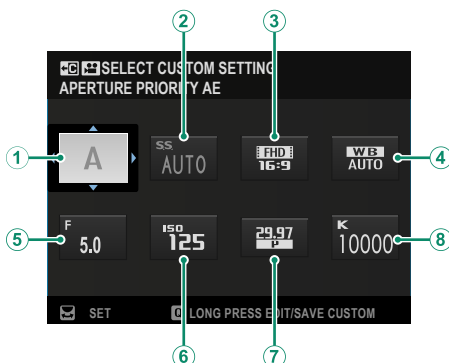 2 3
C SELECT CUSTOM SETTING
APERTURE PRIORITY AE
1 A
S.S. AUTO
FHD 16:9
WB AUTO 4
5 F 5.0
ISO 125
29.97 P
K 10000 8
SET Q LONG PRESS EDIT/SAVE CUSTOM
6 7